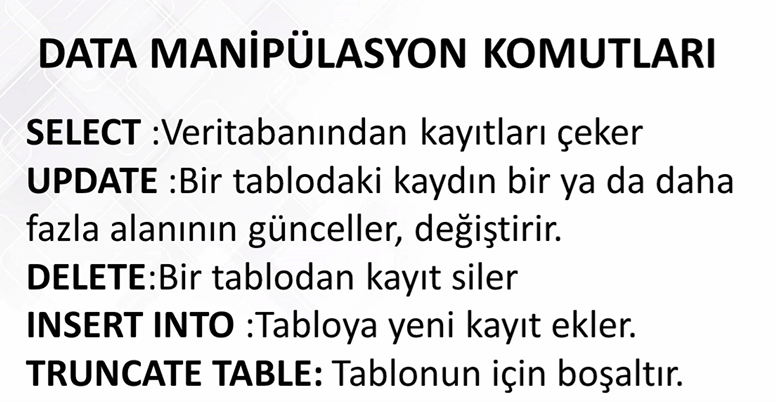 DATA MANİPÜLASYON KOMUTLARI
SELECT :Veritabanından kayıtları çeker
UPDATE :Bir tablodaki kaydın bir ya da daha
fazla alanının günceller, değiştirir.
DELETE:Bir tablodan kayıt siler
INSERT INTO :Tabloya yeni kayıt ekler.
TRUNCATE TABLE: Tablonun için boşaltır.